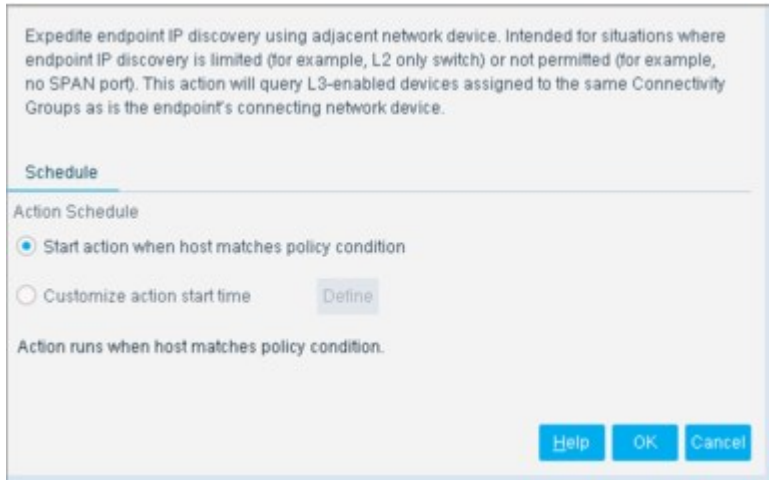 Expedite endpoint IP discovery using adjacent network device. Intended for situations where
endpoint IP discovery is limited (for example, L2 only switch) or not permitted (for example,
no SPAN port). This action will query L3-enabled devices assigned to the same Connectivity
Groups as is the endpoint's connecting network device.
Schedule
Action Schedule
Start action when host matches policy condition
Customize action start time Define
Action runs when host matches policy condition.
Help OK Cancel